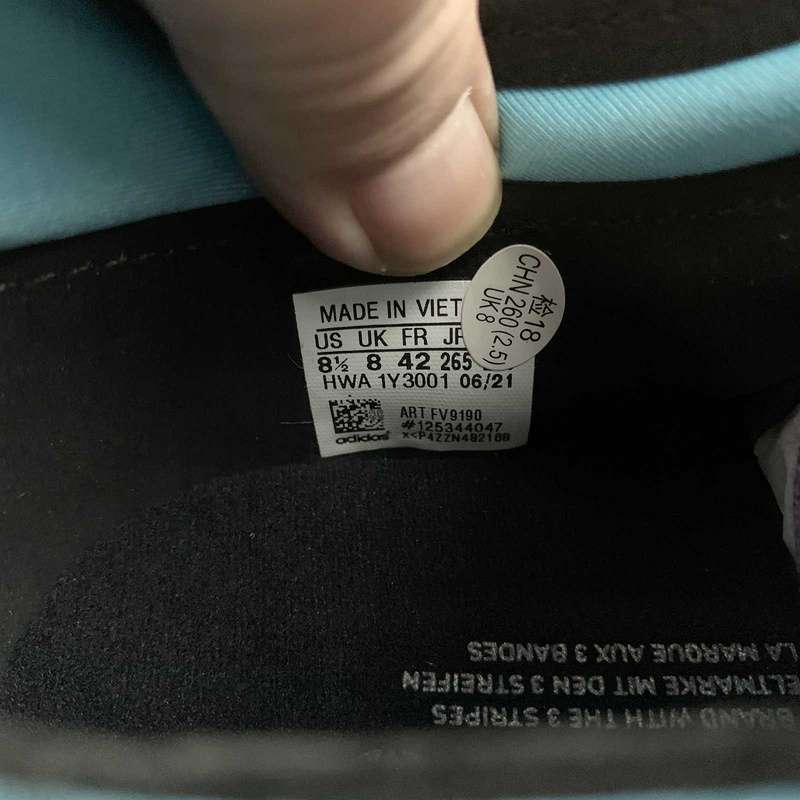 MADE IN VIET
US UK FR JP
8½ 8 42 265
HWA 1Y3001 06/21
ART FV9190
#125344047
adidas
检18
CHN 260 (2.5)
UK 8
LA MARQUE AUX 3 BANDES
ELTMARKE MIT DEN 3 STREIFEN
BRAND WITH THE 3 STRIPES